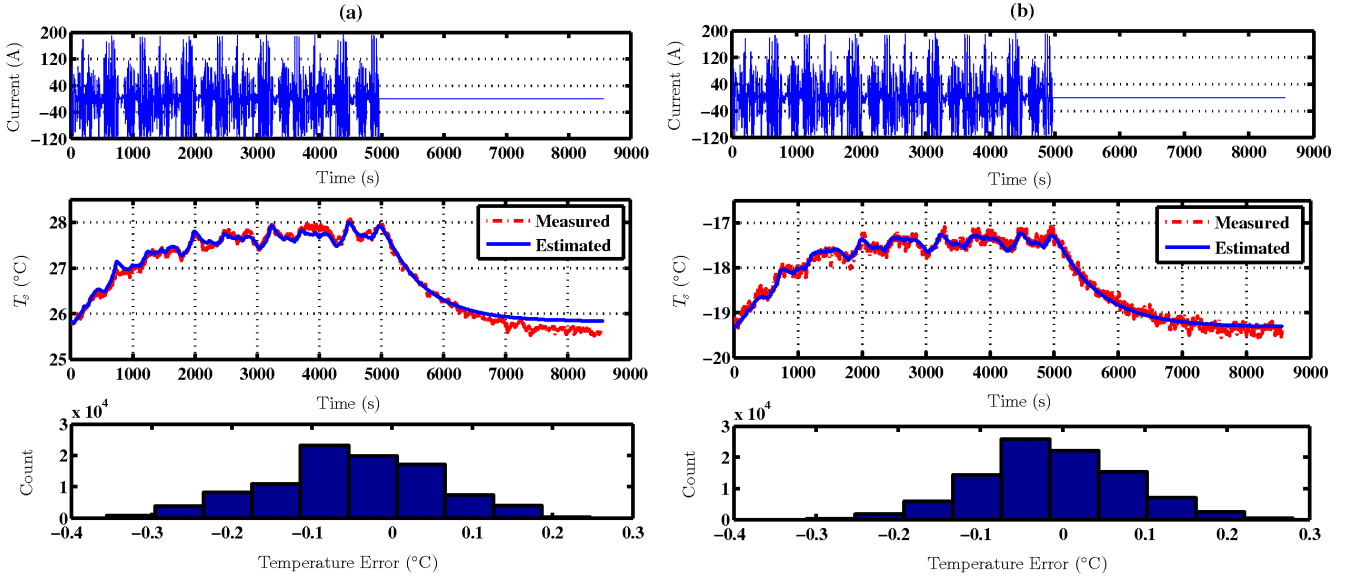 (a)
Current (A)
200
120
40
−40
−120
0 1000 2000 3000 4000 5000 6000 7000 8000 9000
Time (s)
T_s (°C)
28
27
26
25
Measured
Estimated
0 1000 2000 3000 4000 5000 6000 7000 8000 9000
Time (s)
x 10^4
Count
3
2
1
0
−0.4 −0.3 −0.2 −0.1 0 0.1 0.2 0.3
Temperature Error (°C)
(b)
Current (A)
200
120
40
−40
−120
0 1000 2000 3000 4000 5000 6000 7000 8000 9000
Time (s)
T_s (°C)
−17
−18
−19
−20
Measured
Estimated
0 1000 2000 3000 4000 5000 6000 7000 8000 9000
Time (s)
x 10^4
Count
3
2
1
0
−0.4 −0.3 −0.2 −0.1 0 0.1 0.2 0.3
Temperature Error (°C)